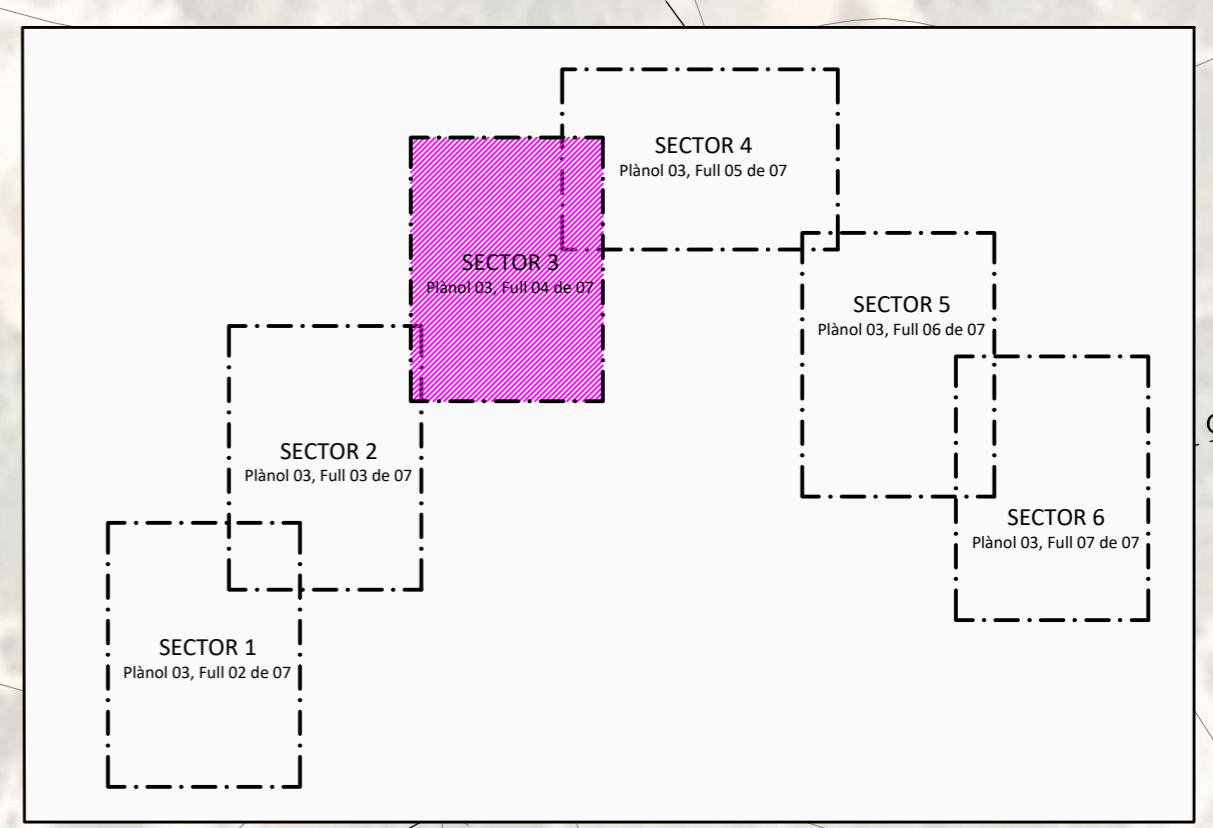 SECTOR 4
Plànol 03, Full 05 de 07
SECTOR 3
Plànol 03, Full 04 de 07
SECTOR 5
Plànol 03, Full 06 de 07
SECTOR 2
Plànol 03, Full 03 de 07
SECTOR 6
Plànol 03, Full 07 de 07
SECTOR 1
Plànol 03, Full 02 de 07